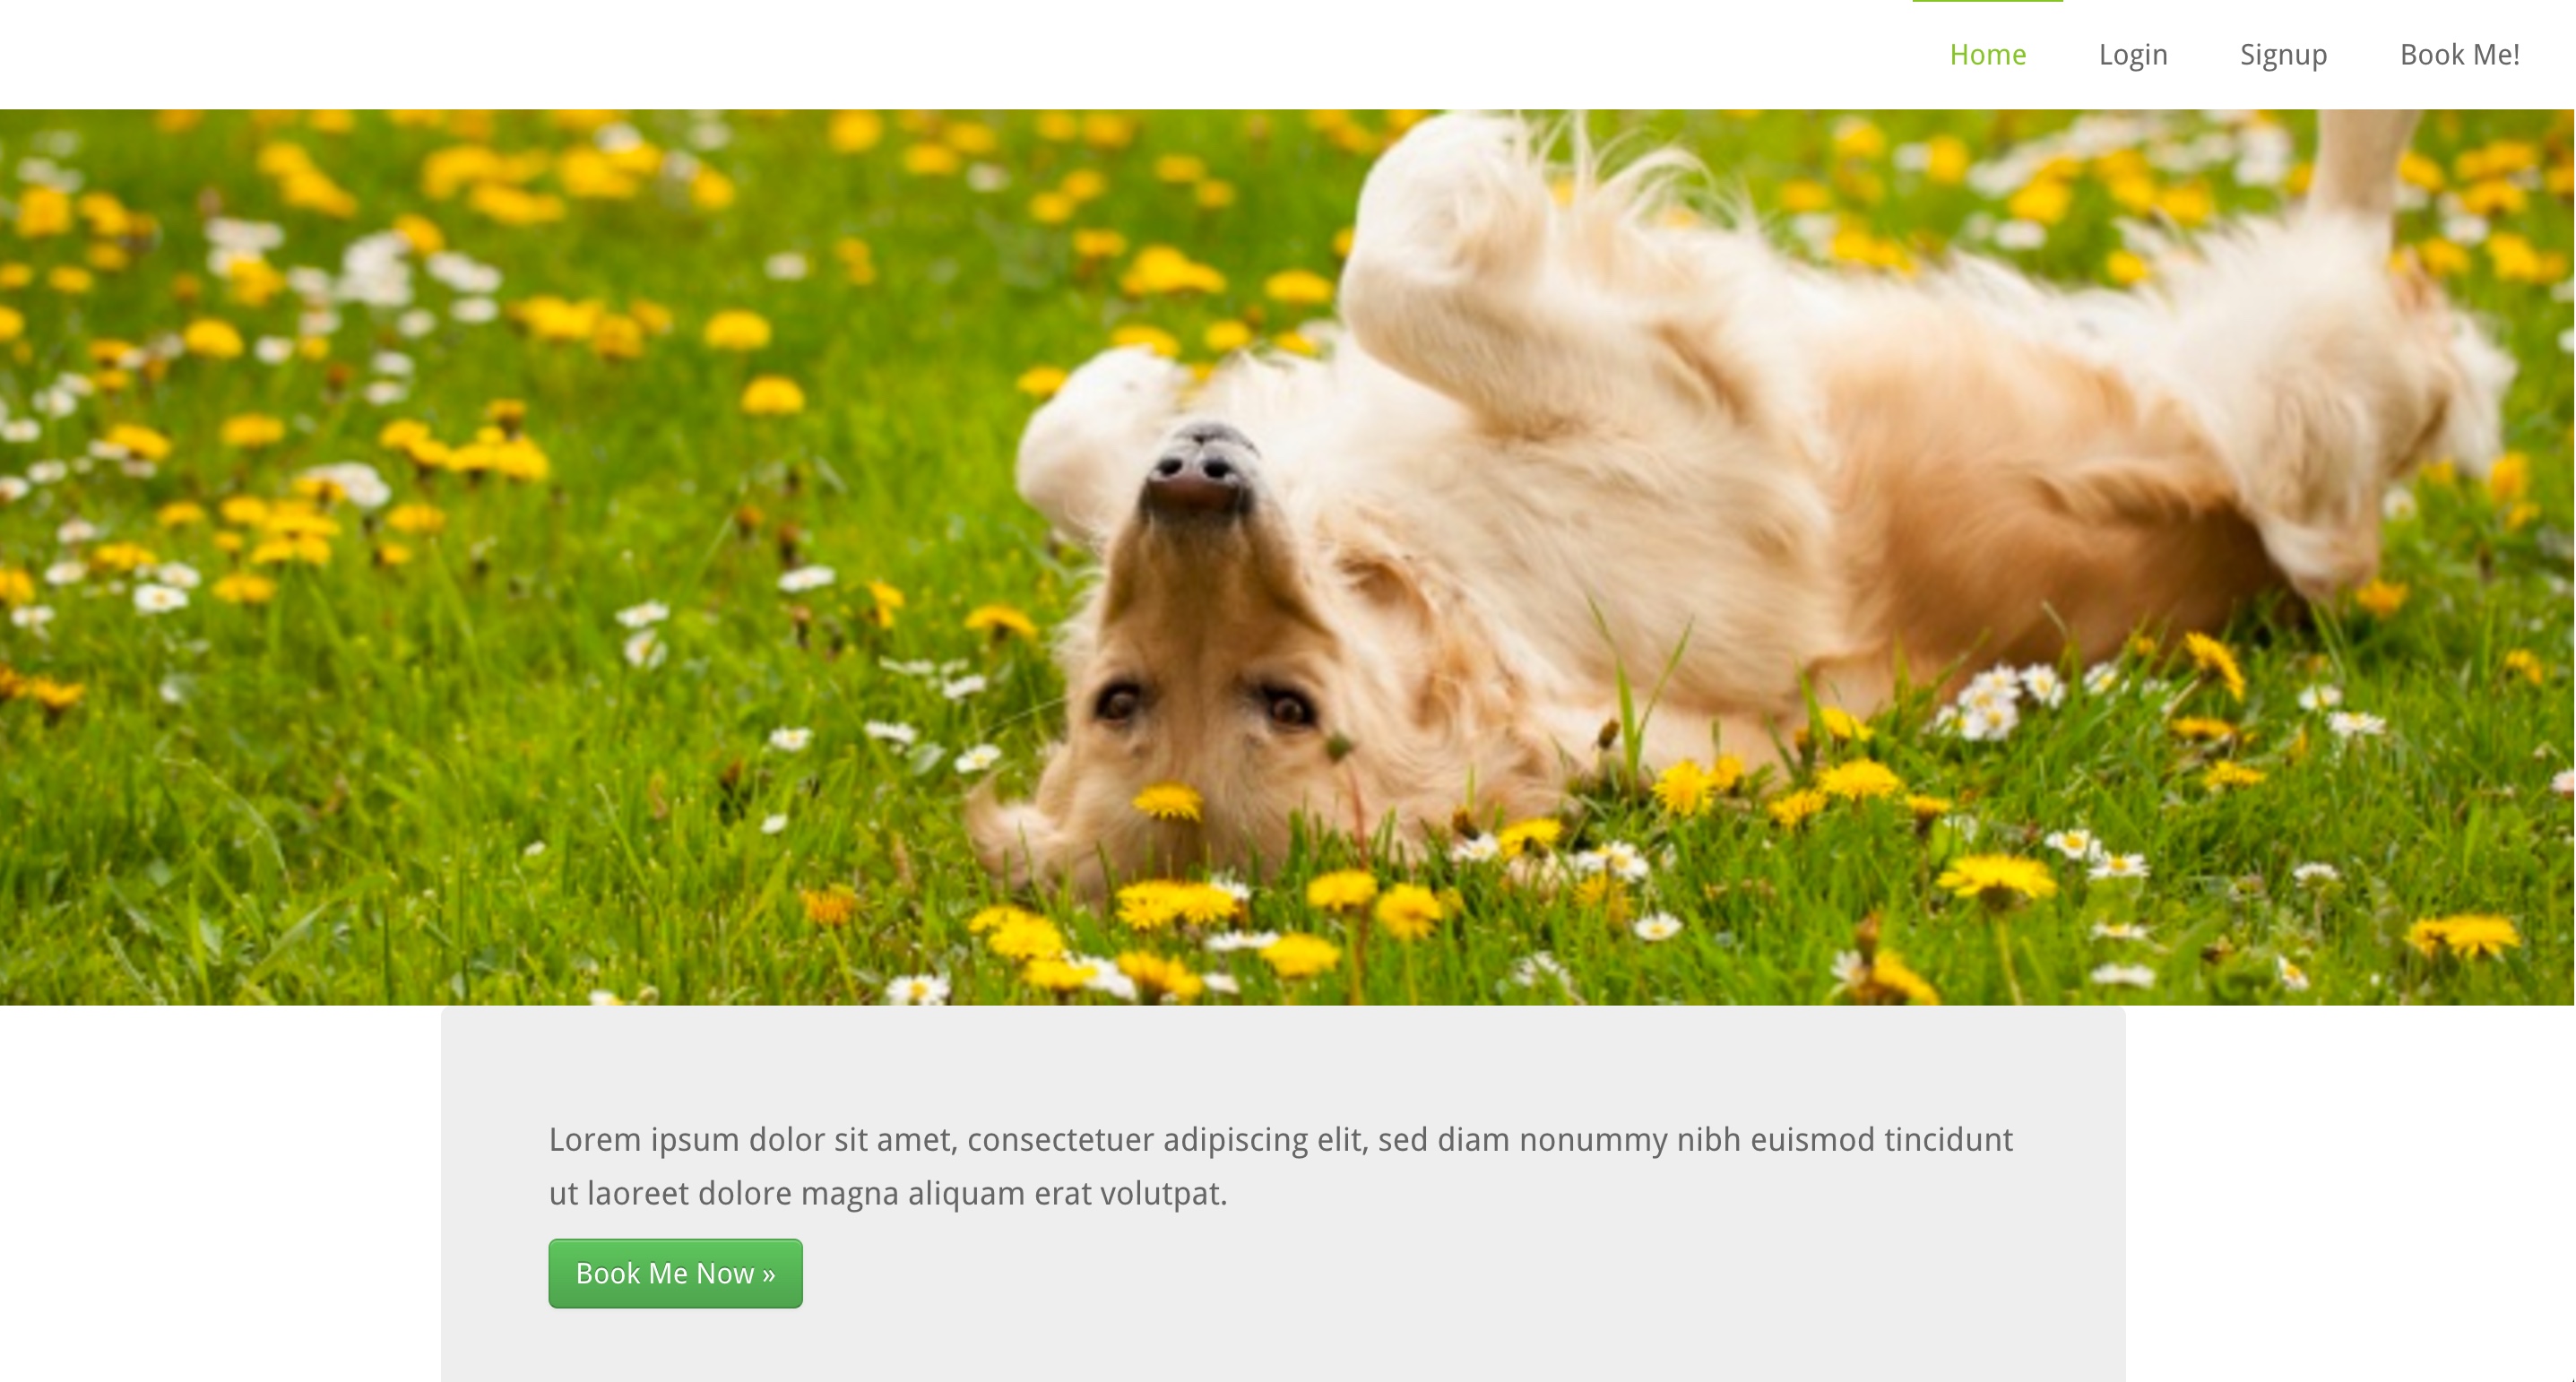 Home Login Signup Book Me!
Lorem ipsum dolor sit amet, consectetuer adipiscing elit, sed diam nonummy nibh euismod tincidunt
ut laoreet dolore magna aliquam erat volutpat.
Book Me Now »